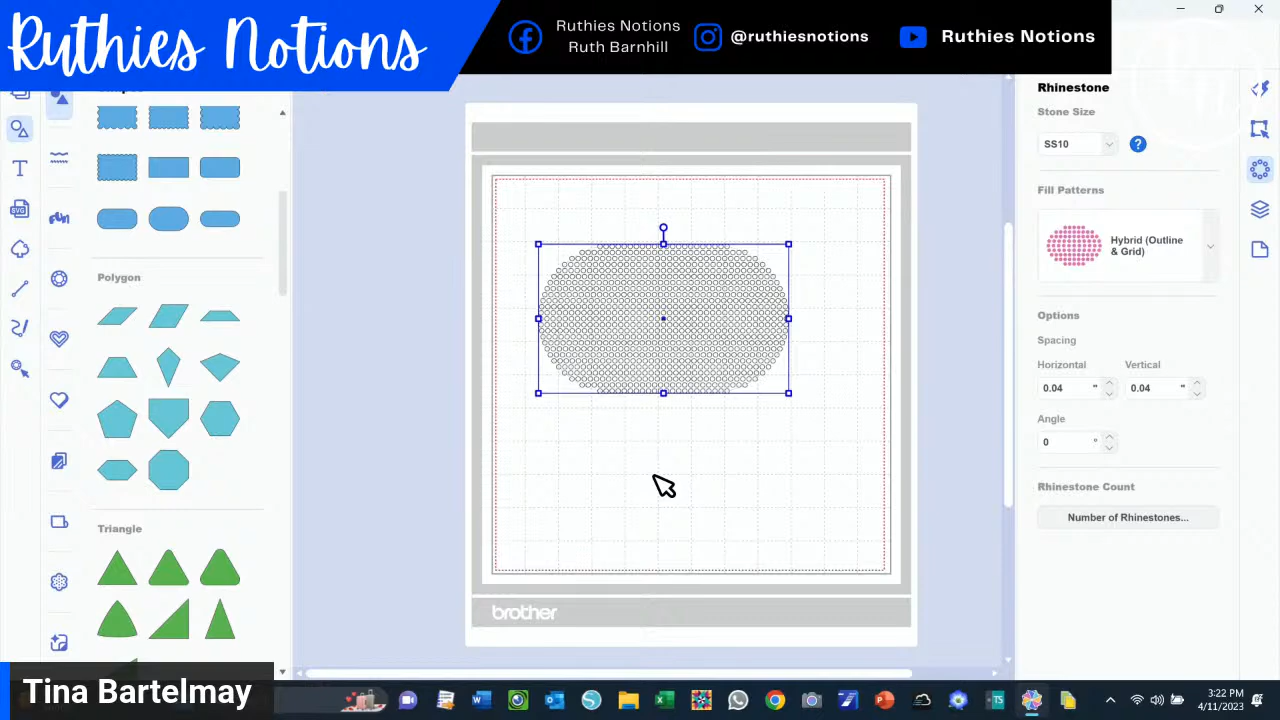 Ruthies Notions
Ruthies Notions
Ruth Barnhill
@ruthiesnotions
Ruthies Notions
T
SVG
Polygon
Triangle
brother
Rhinestone
Stone Size
SS10
?
Fill Patterns
Hybrid (Outline
& Grid)
Options
Spacing
Horizontal
Vertical
0.04 "
0.04 "
Angle
0 °
Rhinestone Count
Number of Rhinestones...
Tina Bartelmay
3:22 PM
4/11/2023